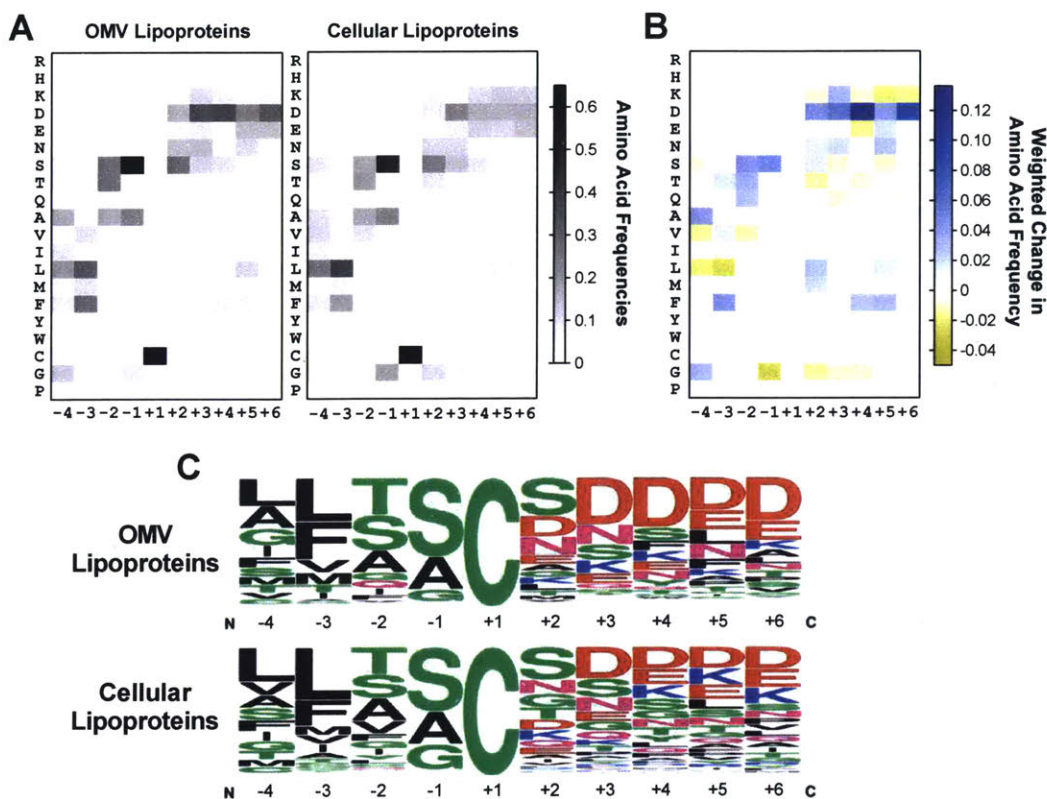 A
OMV Lipoproteins
Cellular Lipoproteins
B
R
H
K
D
E
N
S
T
Q
A
V
I
L
M
F
Y
W
C
G
P
-4 -3 -2 -1 +1 +2 +3 +4 +5 +6
-4 -3 -2 -1 +1 +2 +3 +4 +5 +6
0.6
0.5
0.4
0.3
0.2
0.1
0
Amino Acid Frequencies
R
H
K
D
E
N
S
T
Q
A
V
I
L
M
F
Y
W
C
G
P
-4 -3 -2 -1 +1 +2 +3 +4 +5 +6
0.12
0.10
0.08
0.06
0.04
0.02
0
-0.02
-0.04
Weighted Change in
Amino Acid Frequency
C
OMV
Lipoproteins
N -4 -3 -2 -1 +1 +2 +3 +4 +5 +6 C
Cellular
Lipoproteins
N -4 -3 -2 -1 +1 +2 +3 +4 +5 +6 C